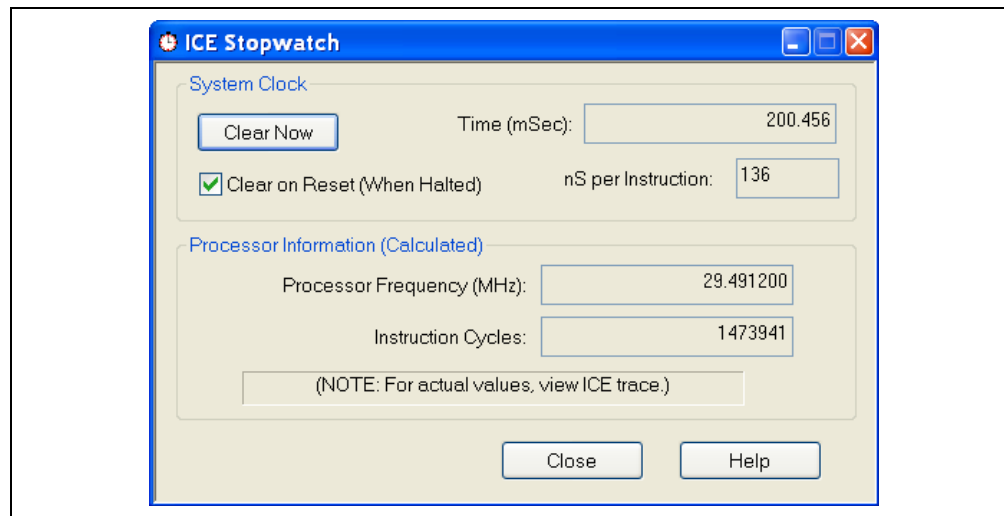 ICE Stopwatch
System Clock
Clear Now
Time (mSec): 200.456
Clear on Reset (When Halted)
nS per Instruction: 136
Processor Information (Calculated)
Processor Frequency (MHz): 29.491200
Instruction Cycles: 1473941
(NOTE: For actual values, view ICE trace.)
Close
Help